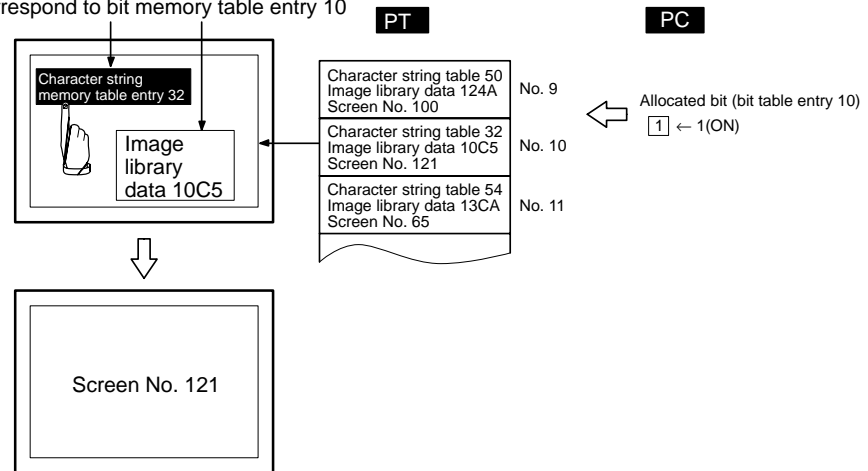 respond to bit memory table entry 10
PT
PC
Character string
memory table entry 32
Image
library
data 10C5
Character string table 50
Image library data 124A
Screen No. 100
No. 9
Character string table 32
Image library data 10C5
Screen No. 121
No. 10
Character string table 54
Image library data 13CA
Screen No. 65
No. 11
Allocated bit (bit table entry 10)
1 ← 1(ON)
Screen No. 121